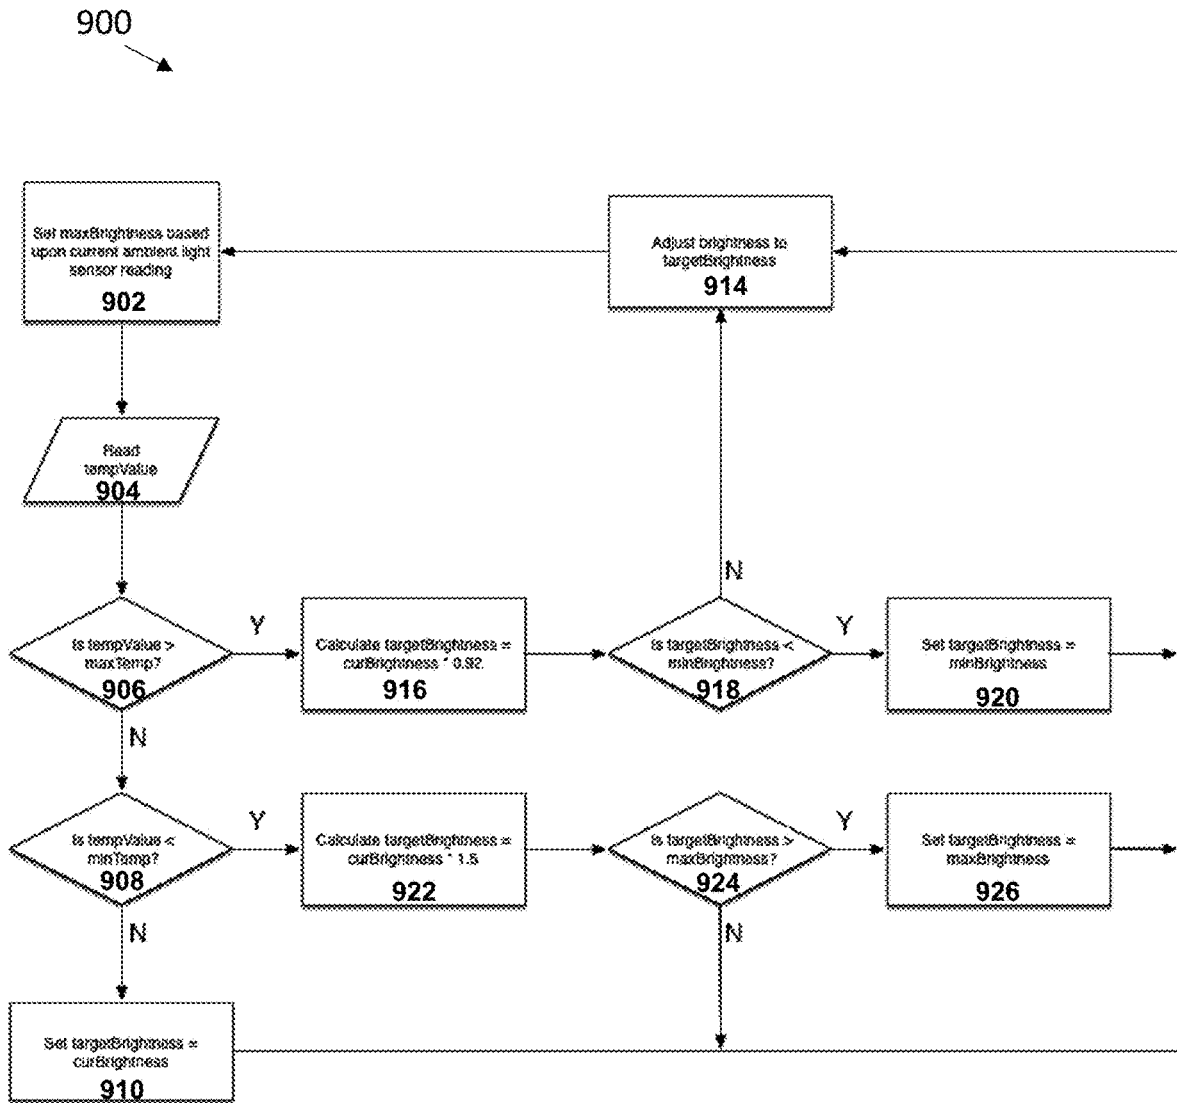 900
Set maxBrightness based
upon current ambient light
sensor reading
902
Adjust brightness to
targetBrightness
914
Read
tempValue
904
Is tempValue >
maxTemp?
906
Y
N
Calculate targetBrightness =
curBrightness * 0.92
916
N
Is targetBrightness <
minBrightness?
918
Y
Set targetBrightness =
minBrightness
920
Is tempValue <
minTemp?
908
Y
N
Calculate targetBrightness =
curBrightness * 1.5
922
Is targetBrightness >
maxBrightness?
924
Y
N
Set targetBrightness =
maxBrightness
926
Set targetBrightness =
curBrightness
910